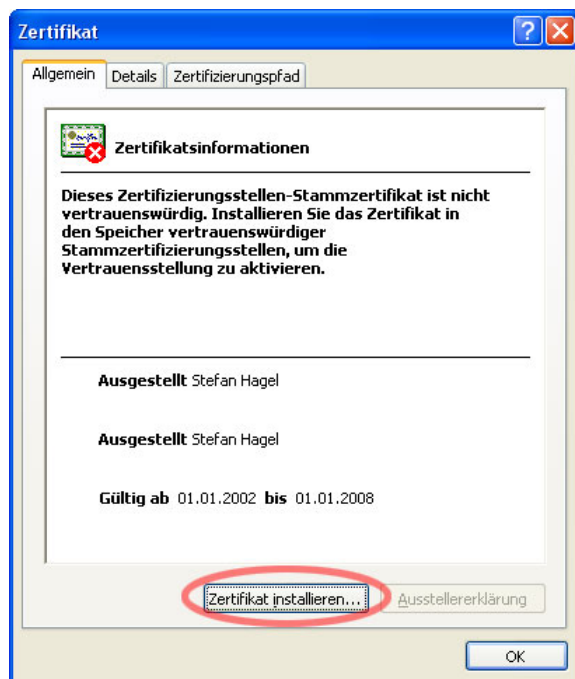 Zertifikat
Allgemein Details Zertifizierungspfad
Zertifikatsinformationen
Dieses Zertifizierungsstellen-Stammzertifikat ist nicht
vertrauenswürdig. Installieren Sie das Zertifikat in
den Speicher vertrauenswürdiger
Stammzertifizierungsstellen, um die
Vertrauensstellung zu aktivieren.
Ausgestellt Stefan Hagel
Ausgestellt Stefan Hagel
Gültig ab 01.01.2002 bis 01.01.2008
Zertifikat installieren... Ausstellererklärung
OK